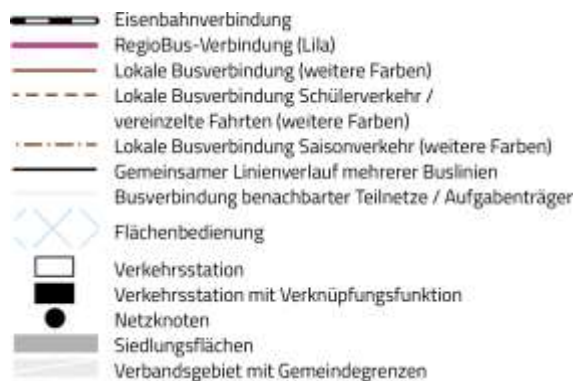 Eisenbahnverbindung
RegioBus-Verbindung (Lila)
Lokale Busverbindung (weitere Farben)
Lokale Busverbindung Schülerverkehr /
vereinzelte Fahrten (weitere Farben)
Lokale Busverbindung Saisonverkehr (weitere Farben)
Gemeinsamer Linienverlauf mehrerer Buslinien
Busverbindung benachbarter Teilnetze / Aufgabenträger
Flächenbedienung
Verkehrsstation
Verkehrsstation mit Verknüpfungsfunktion
Netzknoten
Siedlungsflächen
Verbandsgebiet mit Gemeindegrenzen